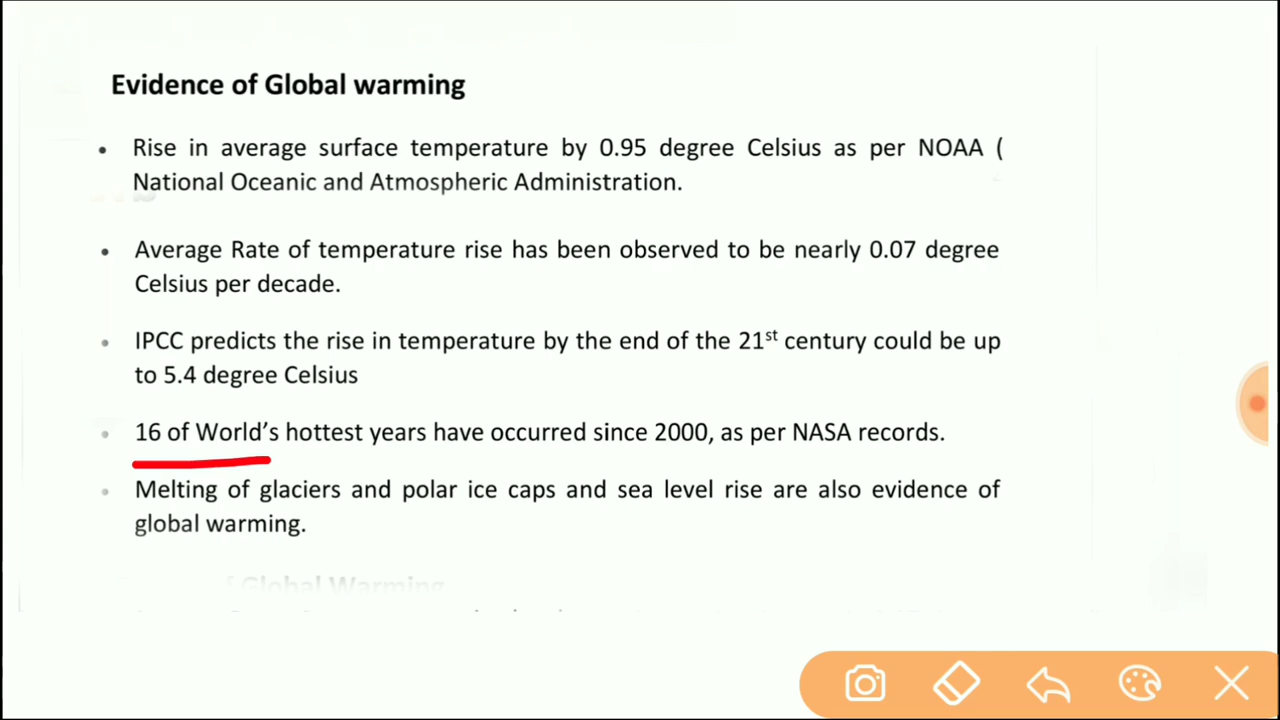 Evidence of Global warming
• Rise in average surface temperature by 0.95 degree Celsius as per NOAA (
National Oceanic and Atmospheric Administration.
• Average Rate of temperature rise has been observed to be nearly 0.07 degree
Celsius per decade.
• IPCC predicts the rise in temperature by the end of the 21st century could be up
to 5.4 degree Celsius
• 16 of World's hottest years have occurred since 2000, as per NASA records.
• Melting of glaciers and polar ice caps and sea level rise are also evidence of
global warming.
f Global Warming